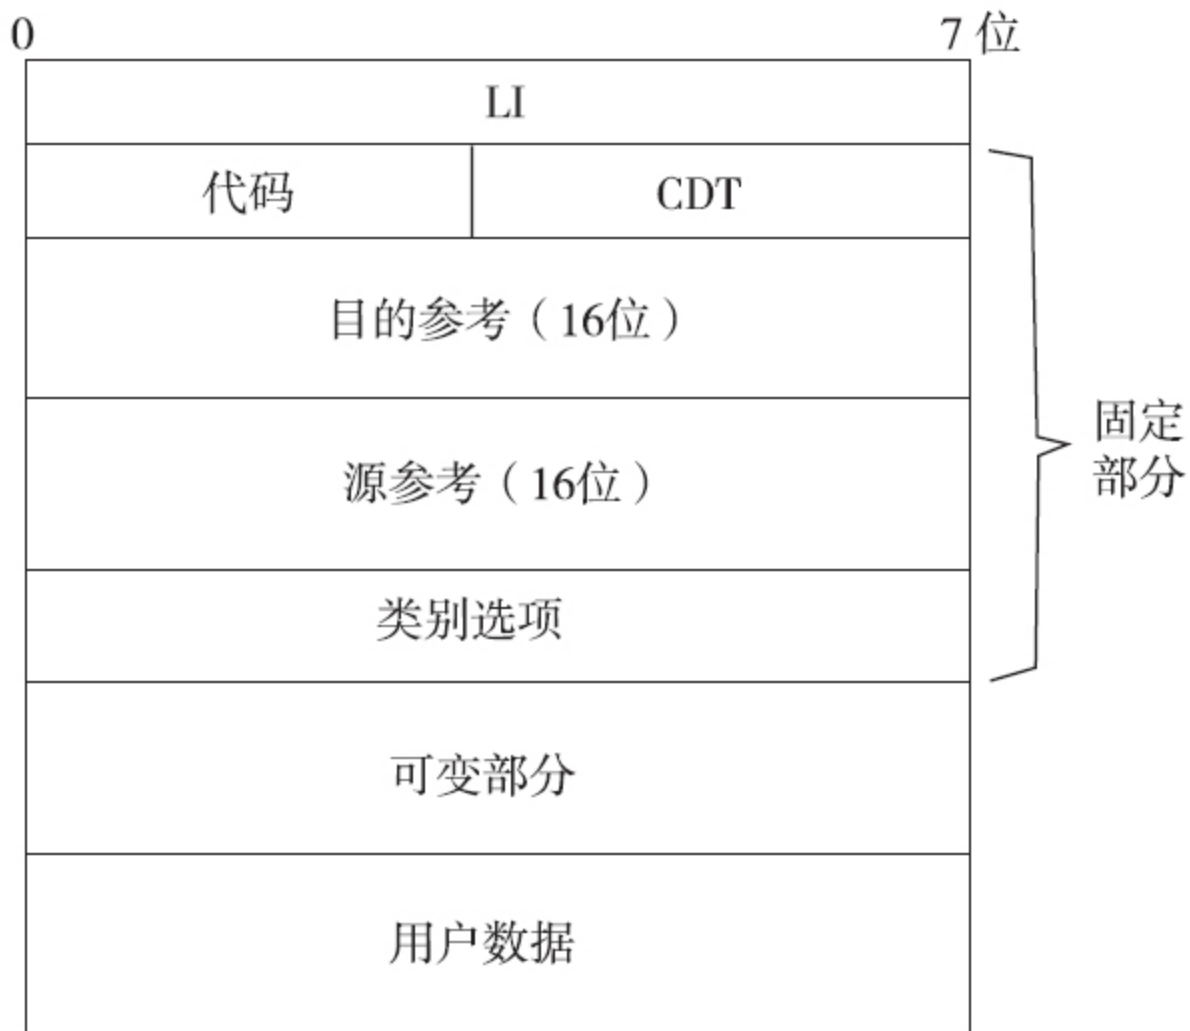 0 7 位
LI
代码 CDT
目的参考（16位）
源参考（16位）
固定
部分
类别选项
可变部分
用户数据